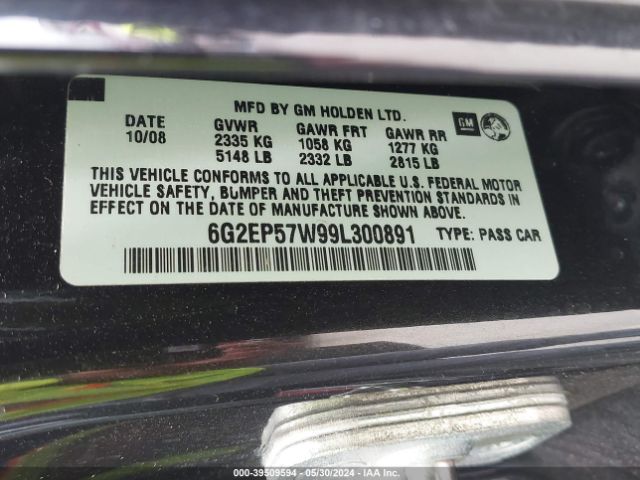 MFD BY GM HOLDEN LTD.
DATE GVWR GAWR FRT GAWR RR GM
10/08 2335 KG 1058 KG 1277 KG
5148 LB 2332 LB 2815 LB
THIS VEHICLE CONFORMS TO ALL APPLICABLE U.S. FEDERAL MOTOR
VEHICLE SAFETY, BUMPER AND THEFT PREVENTION STANDARDS IN
EFFECT ON THE DATE OF MANUFACTURE SHOWN ABOVE.
6G2EP57W99L300891 TYPE: PASS CAR
000-39509594 - 05/30/2024 - IAAI.COM